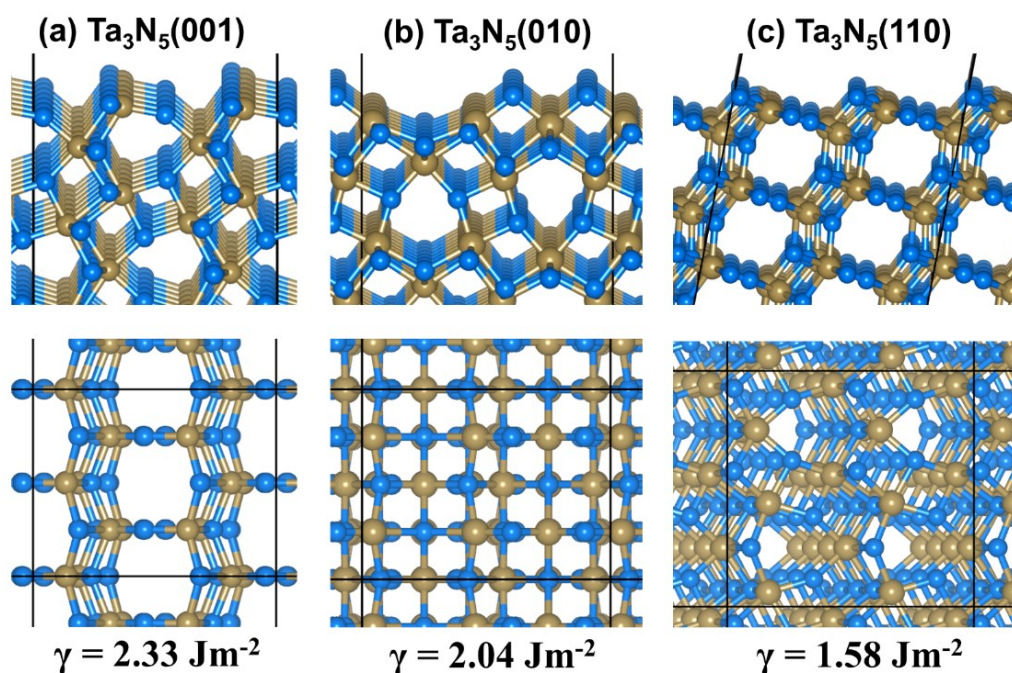 (a) Ta₃N₅(001)
(b) Ta₃N₅(010)
(c) Ta₃N₅(110)
γ = 2.33 Jm⁻²
γ = 2.04 Jm⁻²
γ = 1.58 Jm⁻²